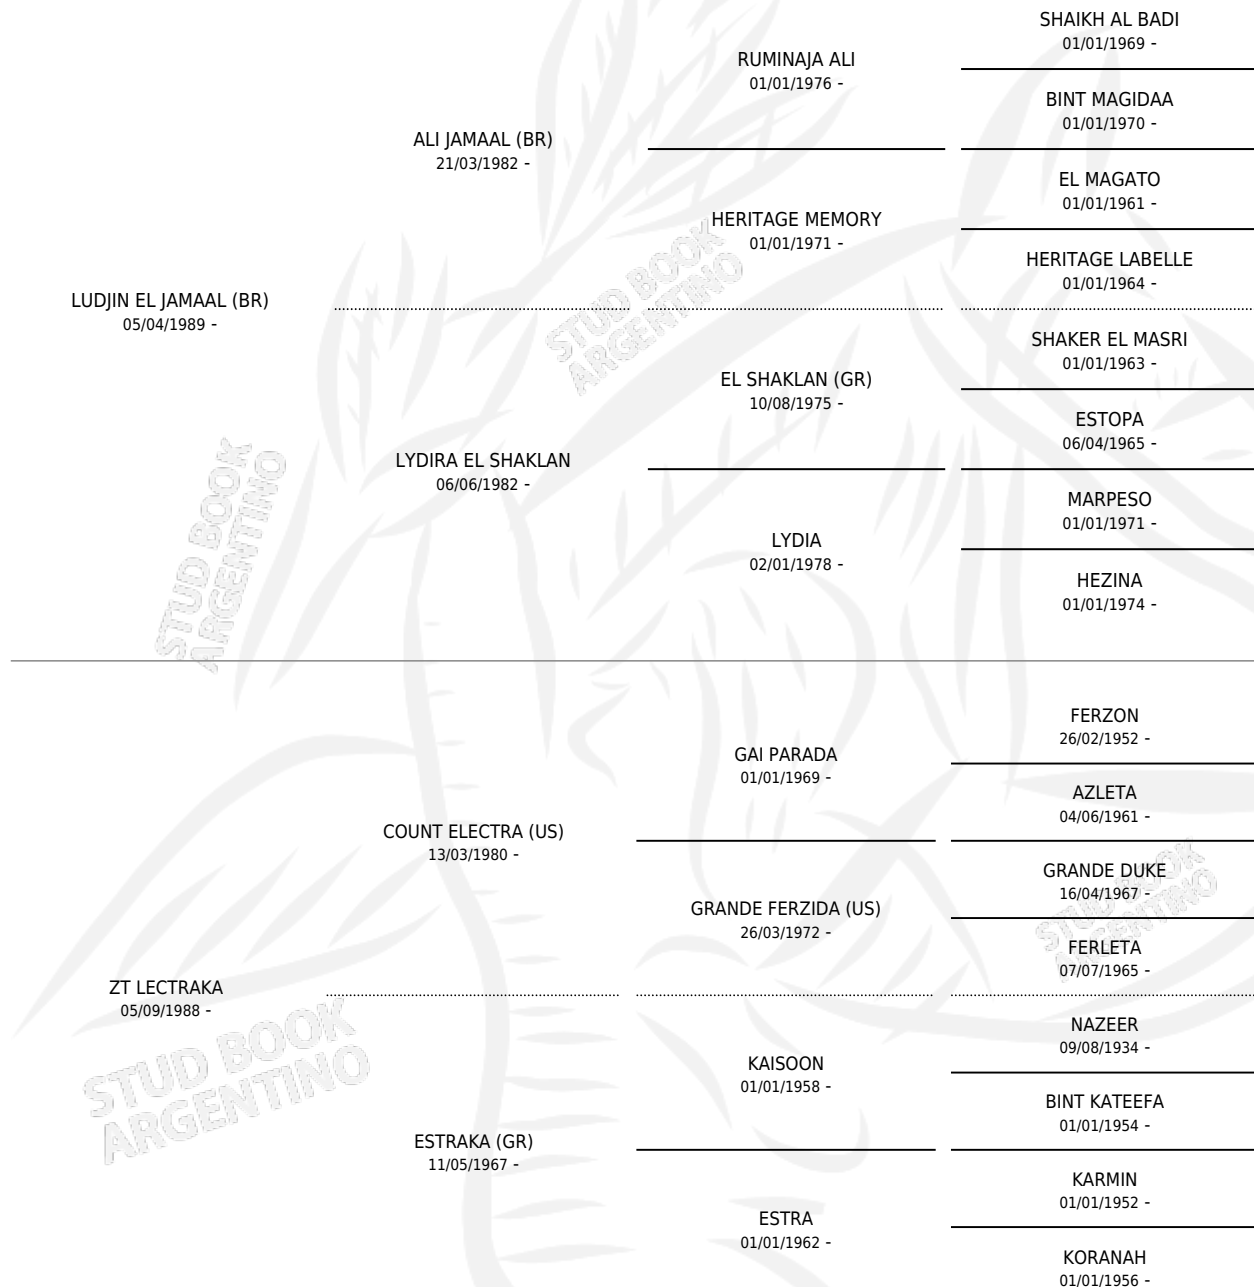 SHAIKH AL BADI
01/01/1969 -
RUMINAJA ALI
01/01/1976 -
BINT MAGIDAA
01/01/1970 -
ALI JAMAAL (BR)
21/03/1982 -
EL MAGATO
01/01/1961 -
HERITAGE MEMORY
01/01/1971 -
HERITAGE LABELLE
01/01/1964 -
LUDJIN EL JAMAAL (BR)
05/04/1989 -
SHAKER EL MASRI
01/01/1963 -
EL SHAKLAN (GR)
10/08/1975 -
ESTOPA
06/04/1965 -
LYDIRA EL SHAKLAN
06/06/1982 -
MARPESO
01/01/1971 -
LYDIA
02/01/1978 -
HEZINA
01/01/1974 -
FERZON
26/02/1952 -
GAI PARADA
01/01/1969 -
AZLETA
04/06/1961 -
COUNT ELECTRA (US)
13/03/1980 -
GRANDE DUKE
16/04/1967 -
GRANDE FERZIDA (US)
26/03/1972 -
FERLETA
07/07/1965 -
ZT LECTRAKA
05/09/1988 -
NAZEER
09/08/1934 -
KAISOON
01/01/1958 -
BINT KATEEFA
01/01/1954 -
ESTRAKA (GR)
11/05/1967 -
KARMIN
01/01/1952 -
ESTRA
01/01/1962 -
KORANAH
01/01/1956 -
STUD BOOK
ARGENTINO
STUD BOOK
ARGENTINO
STUD BOOK
ARGENTINO
STUD BOOK
ARGENTINO